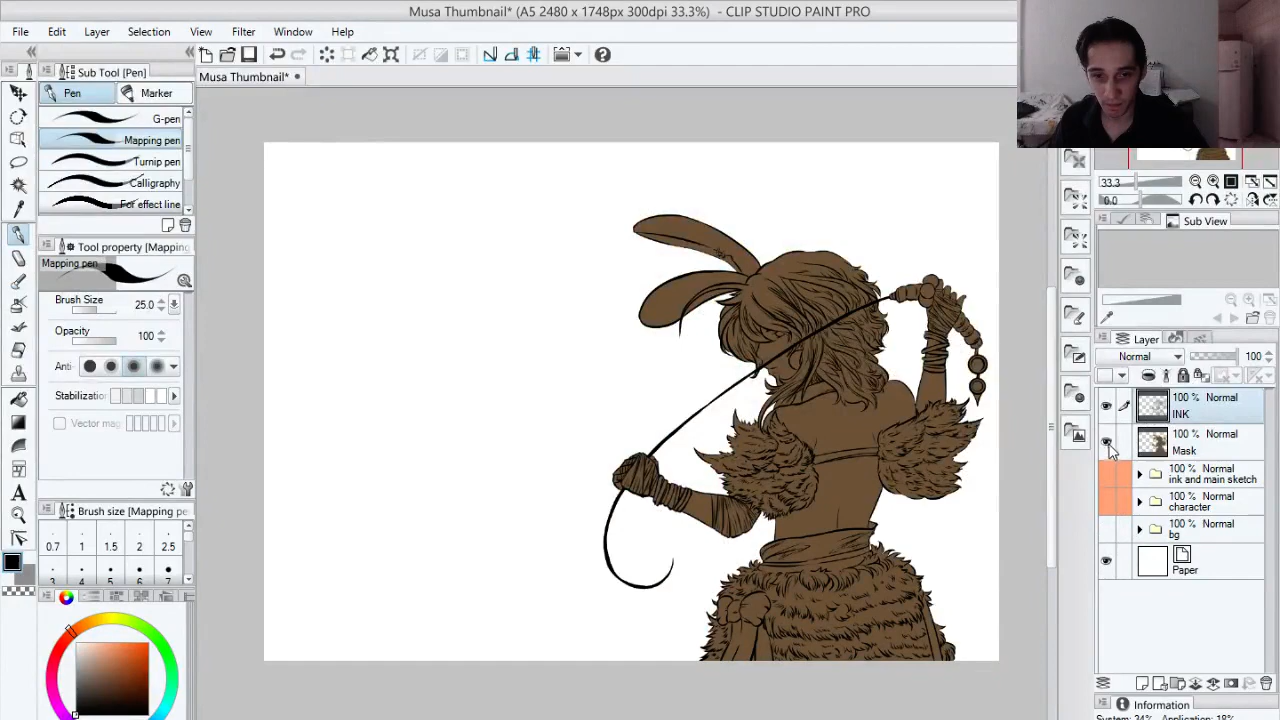 Musa Thumbnail* (A5 2480 x 1748px 300dpi 33.3%) - CLIP STUDIO PAINT PRO
File Edit Layer Selection View Filter Window Help
Sub Tool [Pen]
Musa Thumbnail*
Pen Marker
G-pen
Mapping pen
Turnip pen
Calligraphy
For effect line
Tool property [Mapping
Mapping pen
Brush Size 25.0
Opacity 100
Anti-
Stabilization
Vector mag
Brush size [Mapping pe
0.7 1 1.5 2 2.5
33.3
0.0
Sub View
Layer
Normal 100
100 % Normal
INK
100 % Normal
Mask
100 % Normal
ink and main sketch
100 % Normal
character
100 % Normal
bg
Paper
Information